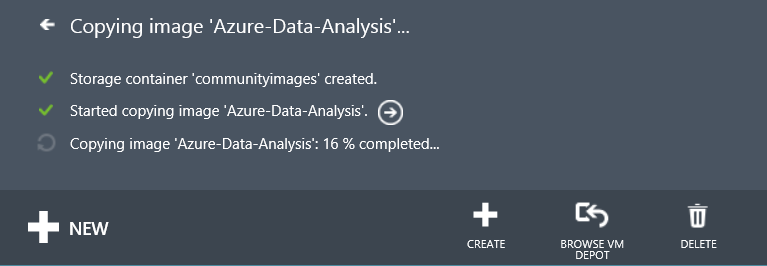 Copying image 'Azure-Data-Analysis'...
Storage container 'communityimages' created.
Started copying image 'Azure-Data-Analysis'.
Copying image 'Azure-Data-Analysis': 16 % completed...
NEW
CREATE
BROWSE VM
DEPOT
DELETE